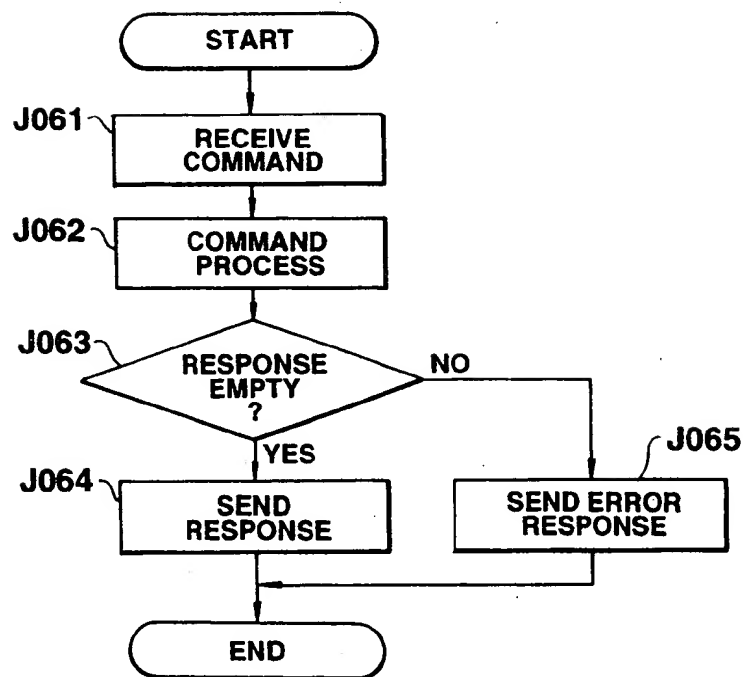 START
J061
RECEIVE
COMMAND
J062
COMMAND
PROCESS
J063
RESPONSE
EMPTY
?
NO
YES
J064
SEND
RESPONSE
J065
SEND ERROR
RESPONSE
END